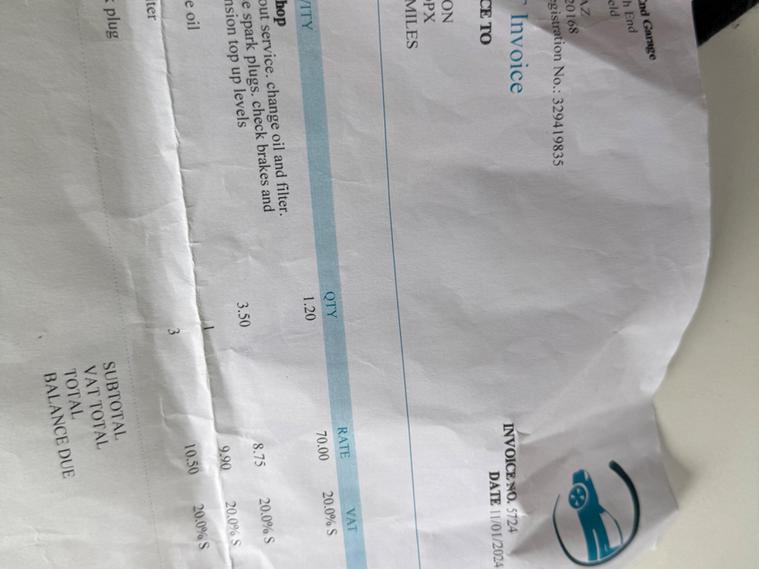 nd Garage
h End
eld
AZ
20168
egistration No.: 329419835
Invoice
CE TO
INVOICE NO. 5724
DATE 11/01/2024
ON
OPX
MILES
VITY QTY RATE VAT
hop 1.20 70.00 20.0% S
out service. change oil and filter.
e spark plugs. check brakes and
nsion top up levels
e oil 3.50 8.75 20.0% S
lter 1 9.90 20.0% S
k plug 3 10.50 20.0% S
SUBTOTAL
VAT TOTAL
TOTAL
BALANCE DUE